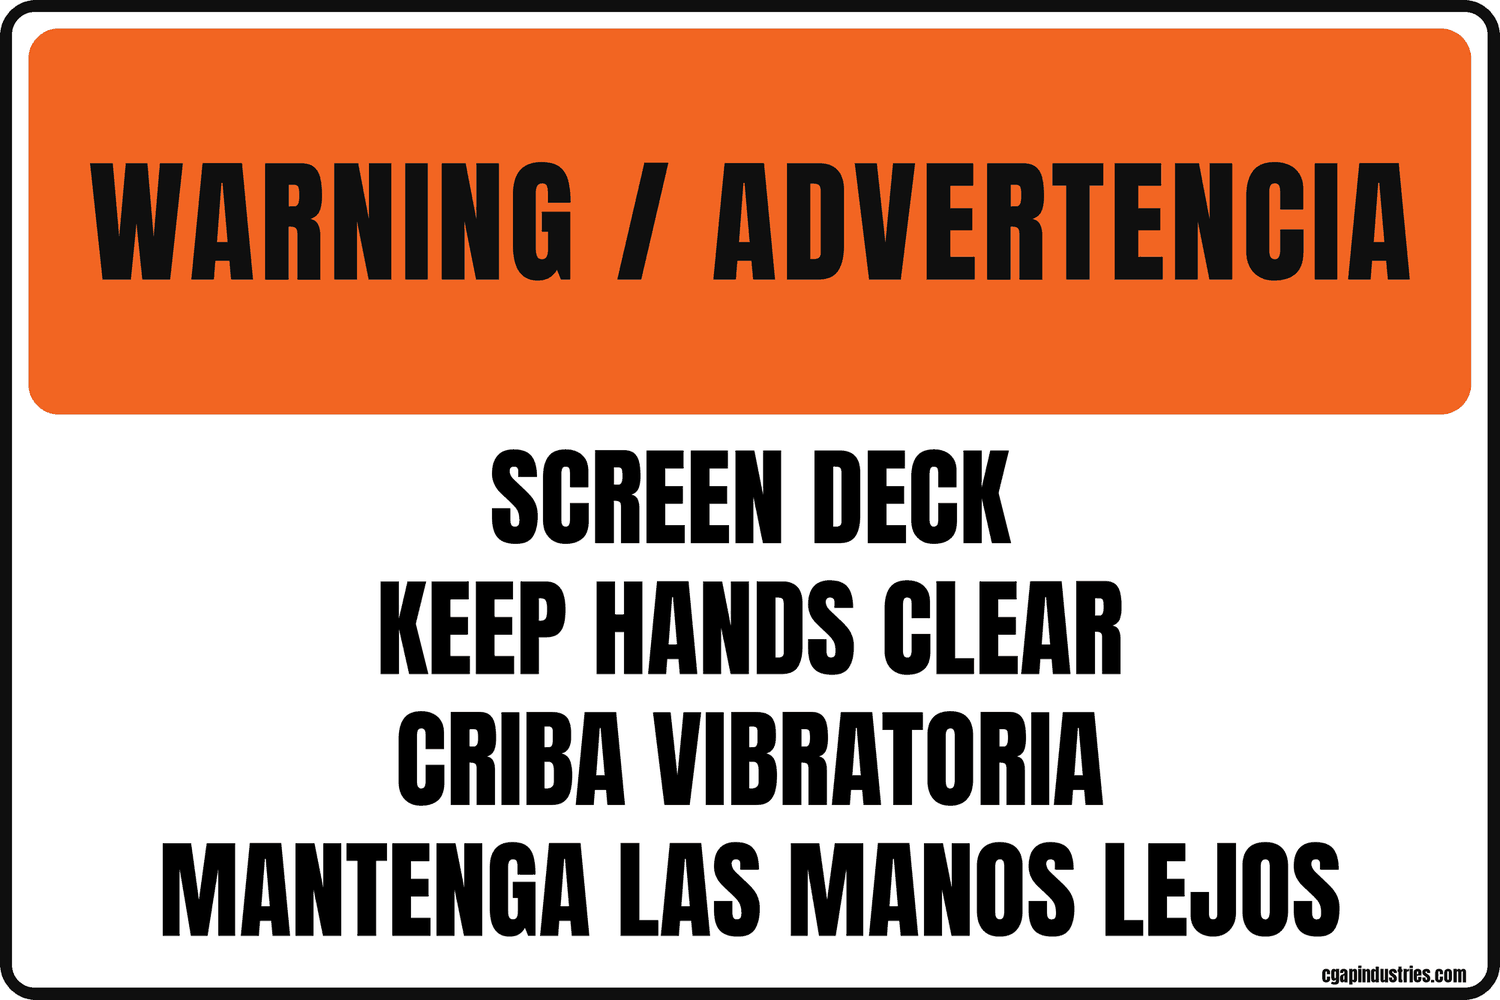 WARNING / ADVERTENCIA
SCREEN DECK
KEEP HANDS CLEAR
CRIBA VIBRATORIA
MANTENGA LAS MANOS LEJOS
cgapindustries.com